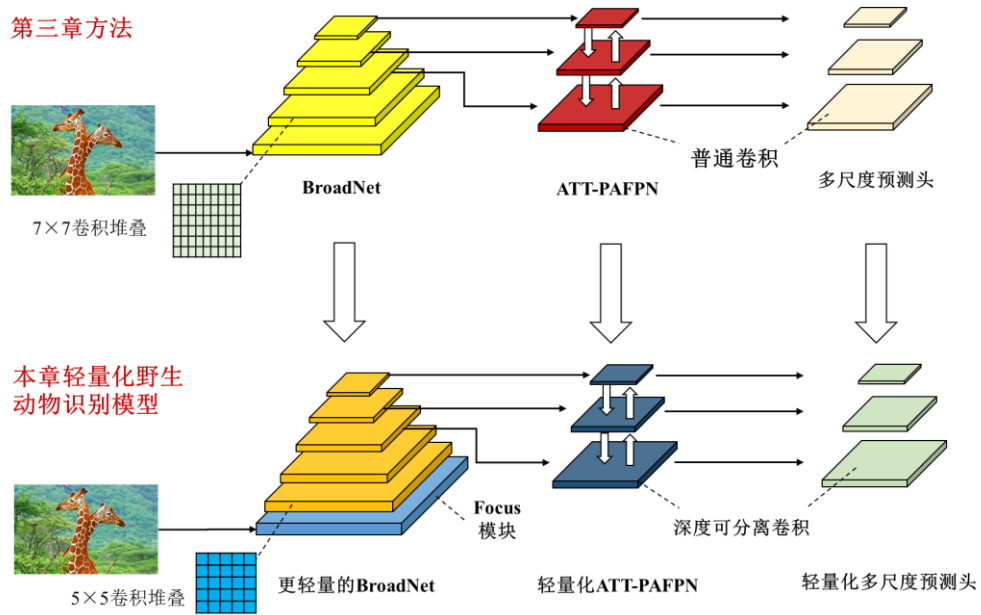 第三章方法
普通卷积
BroadNet
ATT-PAFPN
多尺度预测头
7×7卷积堆叠
本章轻量化野生
动物识别模型
Focus
模块
深度可分离卷积
更轻量的BroadNet
轻量化ATT-PAFPN
轻量化多尺度预测头
5×5卷积堆叠